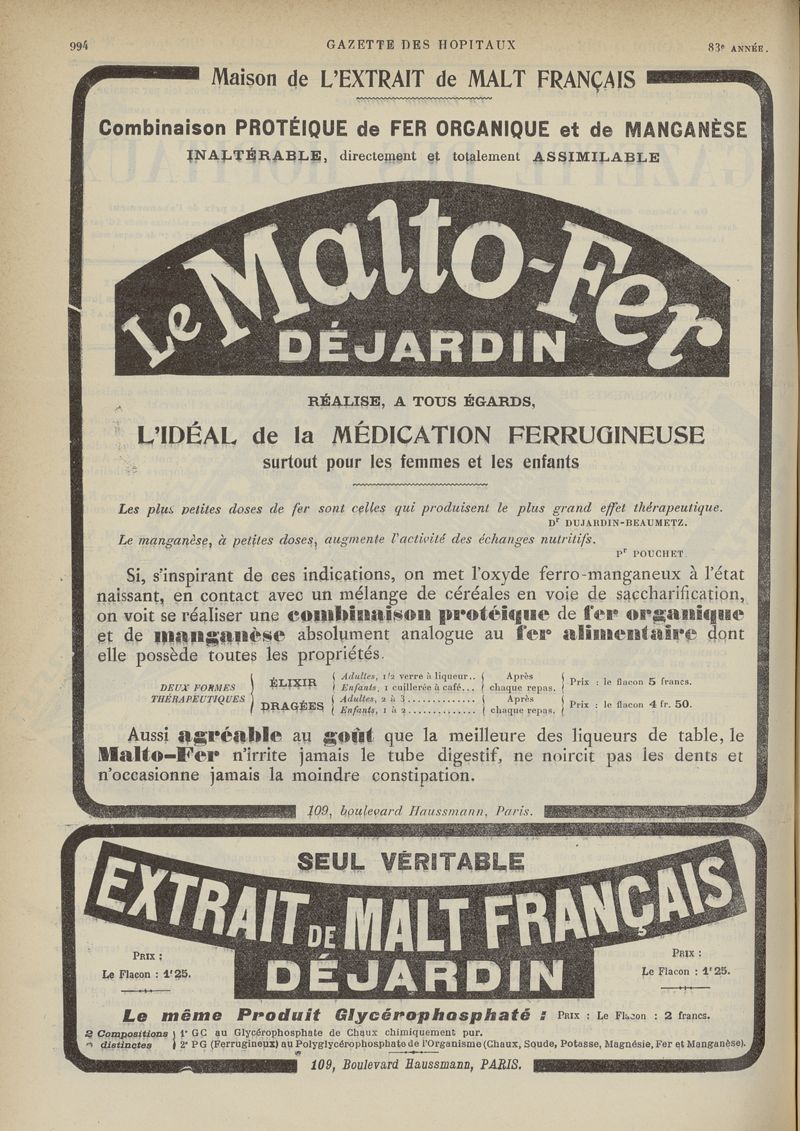 994
GAZETTE DES HOPITAUX
83e ANNÉE.
Maison de L'EXTRAIT de MALT FRANÇAIS
Combinaison PROTÉIQUE de FER ORGANIQUE et de MANGANÈSE
INALTÉRABLE, directement et totalement ASSIMILABLE
Le Malto-Fer
DÉJARDIN
RÉALISE, A TOUS ÉGARDS,
L'IDÉAL de la MÉDICATION FERRUGINEUSE
surtout pour les femmes et les enfants
Les plus petites doses de fer sont celles qui produisent le plus grand effet thérapeutique.
Dr DUJARDIN-BEAUMETZ.
Le manganèse, à petites doses, augmente l'activité des échanges nutritifs.
Pr POUCHET.
Si, s'inspirant de ces indications, on met l'oxyde ferro-manganeux à l'état
naissant, en contact avec un mélange de céréales en voie de saccharification,
on voit se réaliser une combinaison protéique de fer organique
et de manganèse absolument analogue au fer alimentaire dont
elle possède toutes les propriétés.
DEUX FORMES
THÉRAPEUTIQUES
ÉLIXIR
Adultes, 1/2 verre à liqueur..
Enfants, 1 cuillerée à café...
Après
chaque repas.
Prix : le flacon 5 francs.
DRAGÉES
Adultes, 2 à 3..............
Enfants, 1 à 2..............
Après
chaque repas.
Prix : le flacon 4 fr. 50.
Aussi agréable au goût que la meilleure des liqueurs de table, le
Malto-Fer n'irrite jamais le tube digestif, ne noircit pas les dents et
n'occasionne jamais la moindre constipation.
109, boulevard Haussmann, Paris.
SEUL VÉRITABLE
EXTRAIT DE MALT FRANÇAIS
DÉJARDIN
PRIX :
Le Flacon : 1f 25.
PRIX :
Le Flacon : 1f 25.
Le même Produit Glycérophosphaté : PRIX : Le Flacon : 2 francs.
2 Compositions
distinctes
1° GC au Glycérophosphate de Chaux chimiquement pur.
2° PG (Ferrugineux) au Polyglycérophosphate de l'Organisme (Chaux, Soude, Potasse, Magnésie, Fer et Manganèse).
109, Boulevard Haussmann, PARIS.